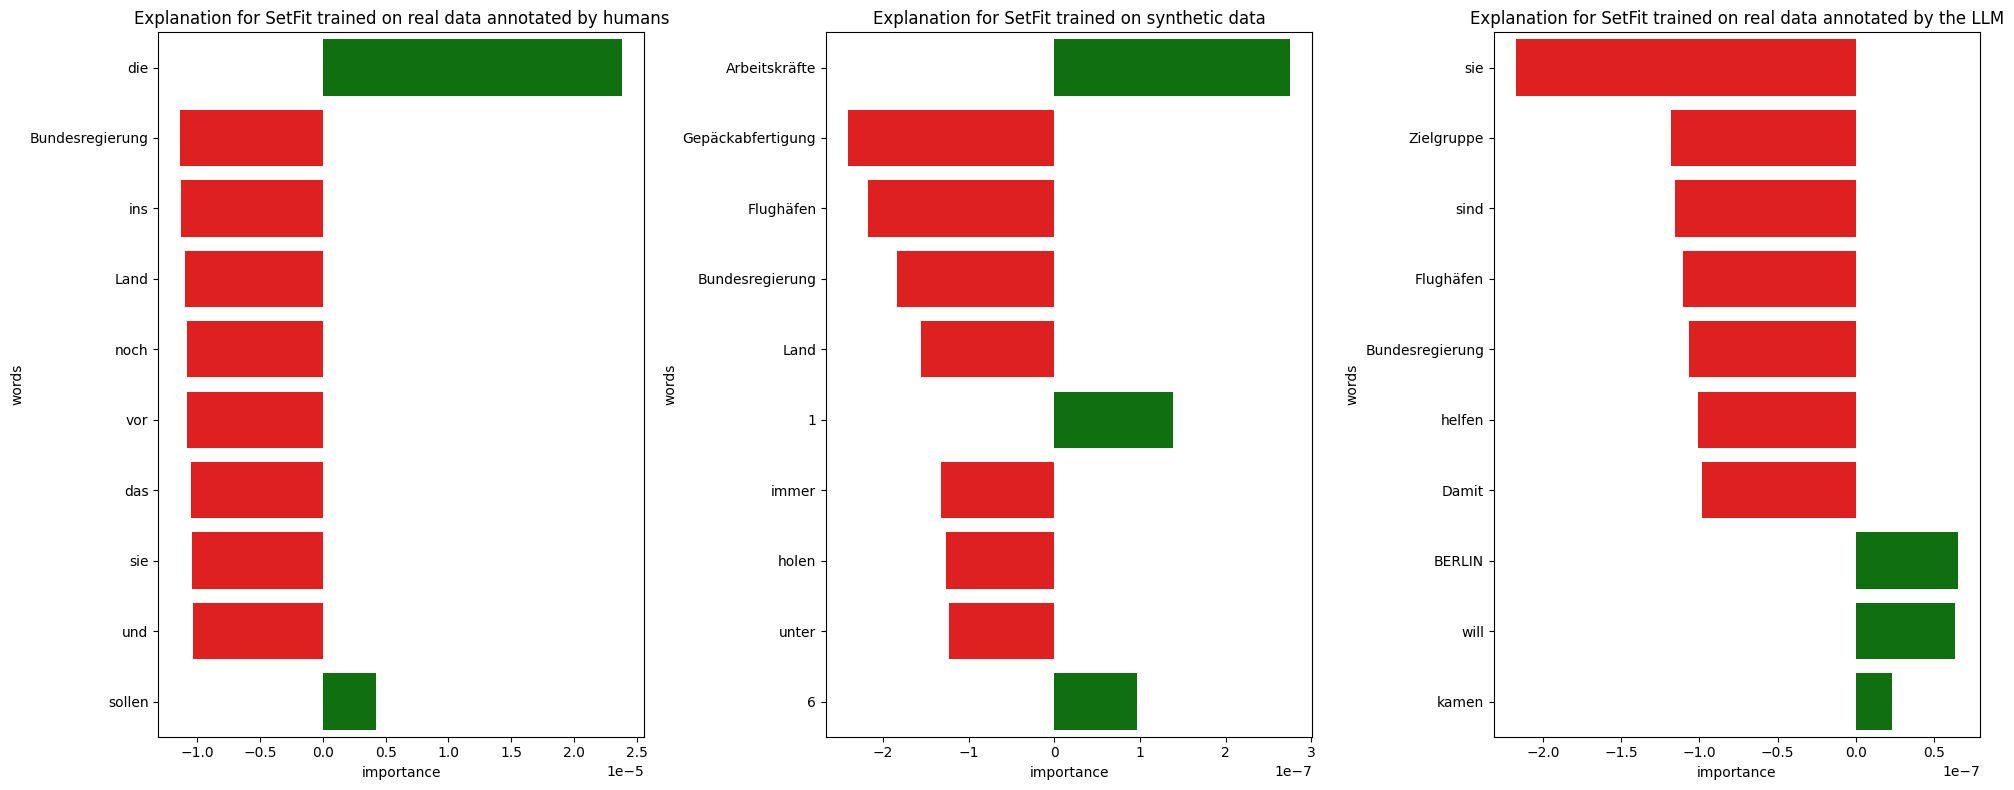 Explanation for SetFit trained on real data annotated by humans
die
Bundesregierung
ins
Land
noch
vor
das
sie
und
sollen
words
−1.0 −0.5 0.0 0.5 1.0 1.5 2.0 2.5
importance
1e−5
Explanation for SetFit trained on synthetic data
Arbeitskräfte
Gepäckabfertigung
Flughäfen
Bundesregierung
Land
1
immer
holen
unter
6
words
−2 −1 0 1 2 3
importance
1e−7
Explanation for SetFit trained on real data annotated by the LLM
sie
Zielgruppe
sind
Flughäfen
Bundesregierung
helfen
Damit
BERLIN
will
kamen
words
−2.0 −1.5 −1.0 −0.5 0.0 0.5
importance
1e−7